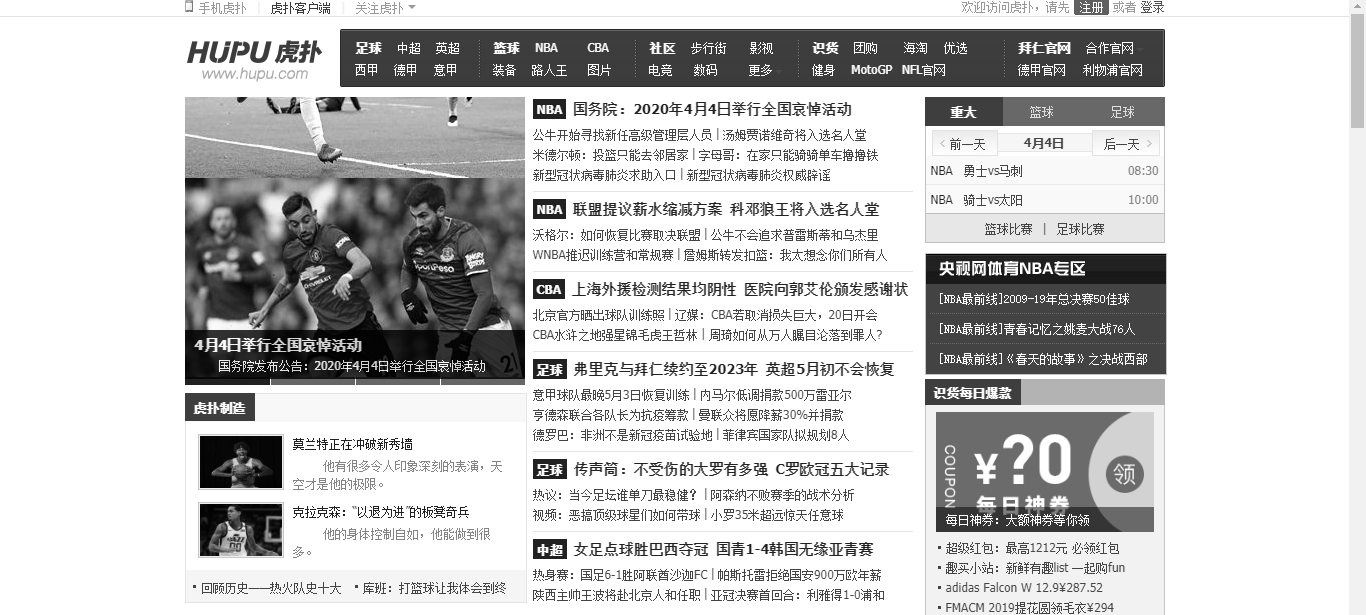 手机虎扑 | 虎扑客户端 | 关注虎扑
欢迎访问虎扑，请先 注册 或者 登录
HUPU 虎扑
www.hupu.com
足球 中超 英超
西甲 德甲 意甲
篮球 NBA CBA
装备 路人王 图片
社区 步行街 影视
电竞 数码 更多
识货 团购 海淘 优选
健身 MotoGP NFL官网
拜仁官网 合作官网
德甲官网 利物浦官网
4月4日举行全国哀悼活动
国务院发布公告：2020年4月4日举行全国哀悼活动
虎扑制造
莫兰特正在冲破新秀墙
他有很多令人印象深刻的表演，天
空才是他的极限。
克拉克森：“以退为进”的板凳奇兵
他的身体控制自如，他能做到很
多。
回顾历史——热火队史十大
库班：打篮球让我体会到终
NBA 国务院：2020年4月4日举行全国哀悼活动
公牛开始寻找新任高级管理层人员 | 汤姆贾诺维奇将入选名人堂
米德尔顿：投篮只能去邻居家 | 字母哥：在家只能骑骑单车撸撸铁
新型冠状病毒肺炎求助入口 | 新型冠状病毒肺炎权威辟谣
NBA 联盟提议薪水缩减方案 科邓狼王将入选名人堂
沃格尔：如何恢复比赛取决联盟 | 公牛不会追求普雷斯蒂和乌杰里
WNBA推迟训练营和常规赛 | 詹姆斯转发扣篮：我太想念你们所有人
CBA 上海外援检测结果均阴性 医院向郭艾伦颁发感谢状
北京官方晒出球队训练照 | 辽媒：CBA若取消损失巨大，20日开会
CBA水浒之地强星锦毛虎王哲林 | 周琦如何从万人瞩目沦落到罪人?
足球 弗里克与拜仁续约至2023年 英超5月初不会恢复
意甲球队最晚5月3日恢复训练 | 内马尔低调捐款500万雷亚尔
亨德森联合各队长为抗疫筹款 | 曼联众将愿降薪30%并捐款
德罗巴：非洲不是新冠疫苗试验地 | 菲律宾国家队拟规划8人
足球 传声筒：不受伤的大罗有多强 C罗欧冠五大记录
热议：当今足坛谁单刀最稳健? | 阿森纳不败赛季的战术分析
视频：恶搞顶级球星们如何带球 | 小罗35米超远惊天任意球
中超 女足点球胜巴西夺冠 国青1-4韩国无缘亚青赛
热身赛：国足6-1胜阿联酋沙迦FC | 帕斯托雷拒绝国安900万欧年薪
陕西主帅王波将赴北京人和任职 | 亚冠决赛首回合：利雅得1-0浦和
重大 篮球 足球
前一天 4月4日 后一天
NBA 勇士vs马刺 08:30
NBA 骑士vs太阳 10:00
篮球比赛 | 足球比赛
央视网体育NBA专区
[NBA最前线]2009-19年总决赛50佳球
[NBA最前线]青春记忆之姚麦大战76人
[NBA最前线]《春天的故事》之决战西部
识货每日爆款
COUPON
¥?0
每日神券
领
每日神券：大额神券等你领
超级红包：最高1212元 必领红包
趣买小站：新鲜有趣list 一起购fun
adidas Falcon W 12.9¥287.52
FMACM 2019提花圆领毛衣¥294